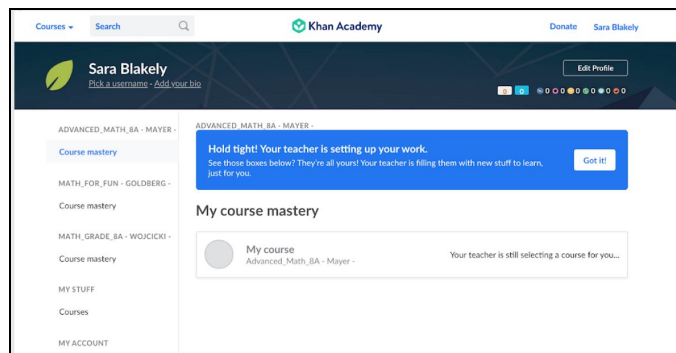 Courses
Search
Khan Academy
Donate
Sara Blakely
Sara Blakely
Pick a username · Add your bio
Edit Profile
0 0 0 0 0 0 0 0
ADVANCED_MATH_8A - MAYER -
Course mastery
MATH_FOR_FUN - GOLDBERG -
Course mastery
MATH_GRADE_8A - WOJCICKI -
Course mastery
MY STUFF
Courses
MY ACCOUNT
ADVANCED_MATH_8A - MAYER -
Hold tight! Your teacher is setting up your work.
See those boxes below? They're all yours! Your teacher is filling them with new stuff to learn,
just for you.
Got it!
My course mastery
My course
Advanced_Math_8A - Mayer -
Your teacher is still selecting a course for you...